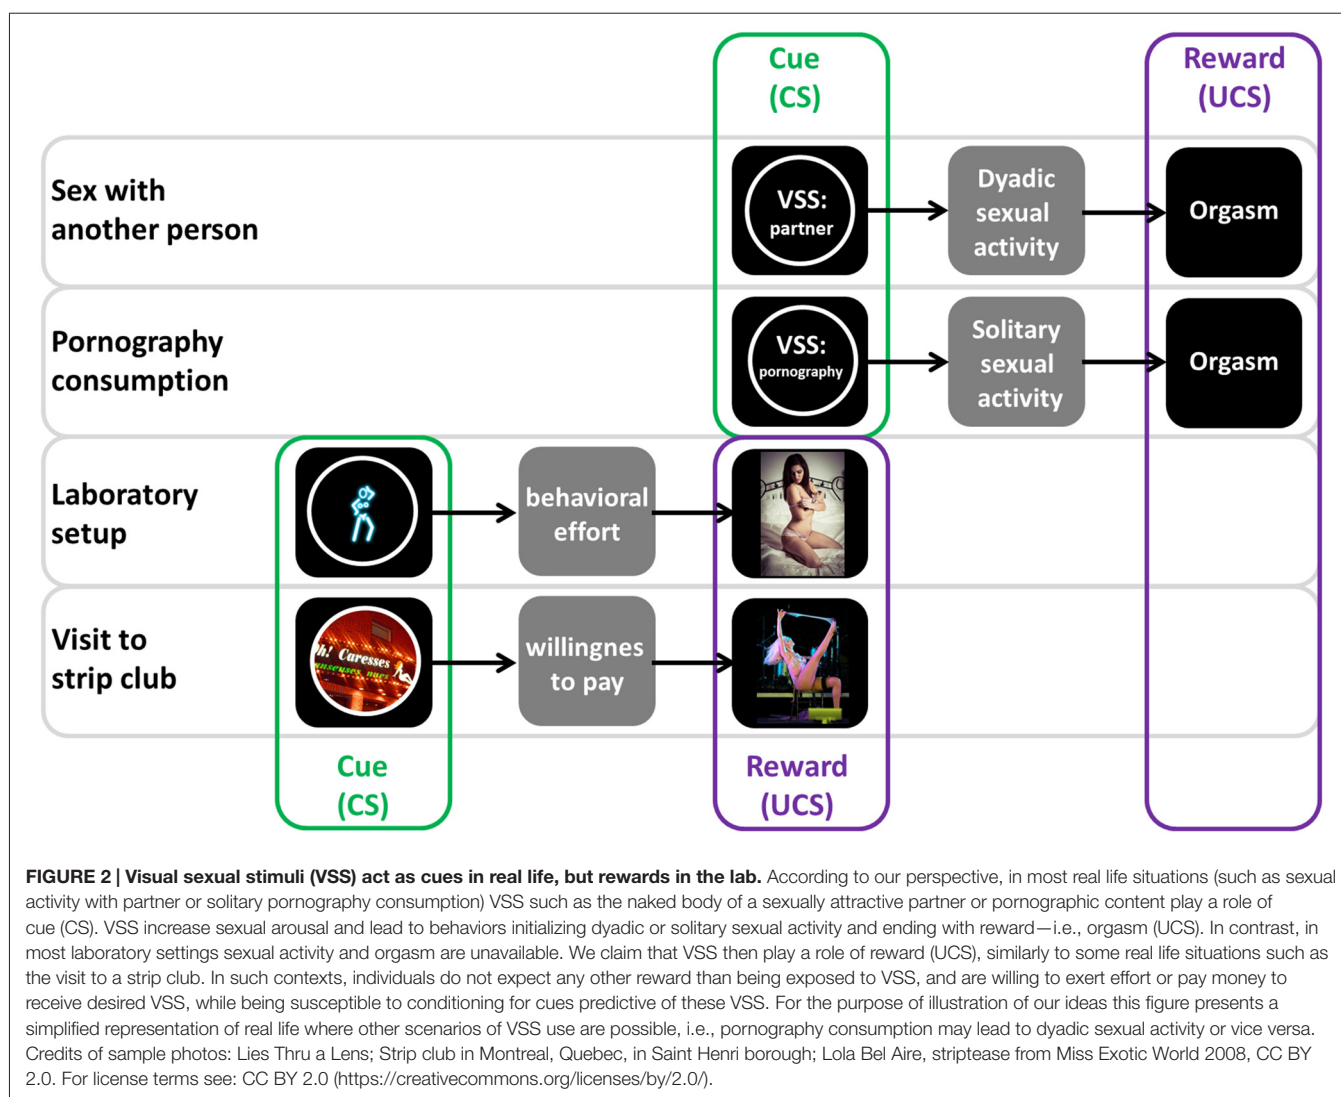 Cue
(CS)
Reward
(UCS)
Sex with
another person
VSS:
partner
Dyadic
sexual
activity
Orgasm
Pornography
consumption
VSS:
pornography
Solitary
sexual
activity
Orgasm
Laboratory
setup
behavioral
effort
Visit to
strip club
h! Caresses
anseuses nues
willingnes
to pay
Cue
(CS)
Reward
(UCS)
FIGURE 2 | Visual sexual stimuli (VSS) act as cues in real life, but rewards in the lab. According to our perspective, in most real life situations (such as sexual
activity with partner or solitary pornography consumption) VSS such as the naked body of a sexually attractive partner or pornographic content play a role of
cue (CS). VSS increase sexual arousal and lead to behaviors initializing dyadic or solitary sexual activity and ending with reward—i.e., orgasm (UCS). In contrast, in
most laboratory settings sexual activity and orgasm are unavailable. We claim that VSS then play a role of reward (UCS), similarly to some real life situations such as
the visit to a strip club. In such contexts, individuals do not expect any other reward than being exposed to VSS, and are willing to exert effort or pay money to
receive desired VSS, while being susceptible to conditioning for cues predictive of these VSS. For the purpose of illustration of our ideas this figure presents a
simplified representation of real life where other scenarios of VSS use are possible, i.e., pornography consumption may lead to dyadic sexual activity or vice versa.
Credits of sample photos: Lies Thru a Lens; Strip club in Montreal, Quebec, in Saint Henri borough; Lola Bel Aire, striptease from Miss Exotic World 2008, CC BY
2.0. For license terms see: CC BY 2.0 (https://creativecommons.org/licenses/by/2.0/).